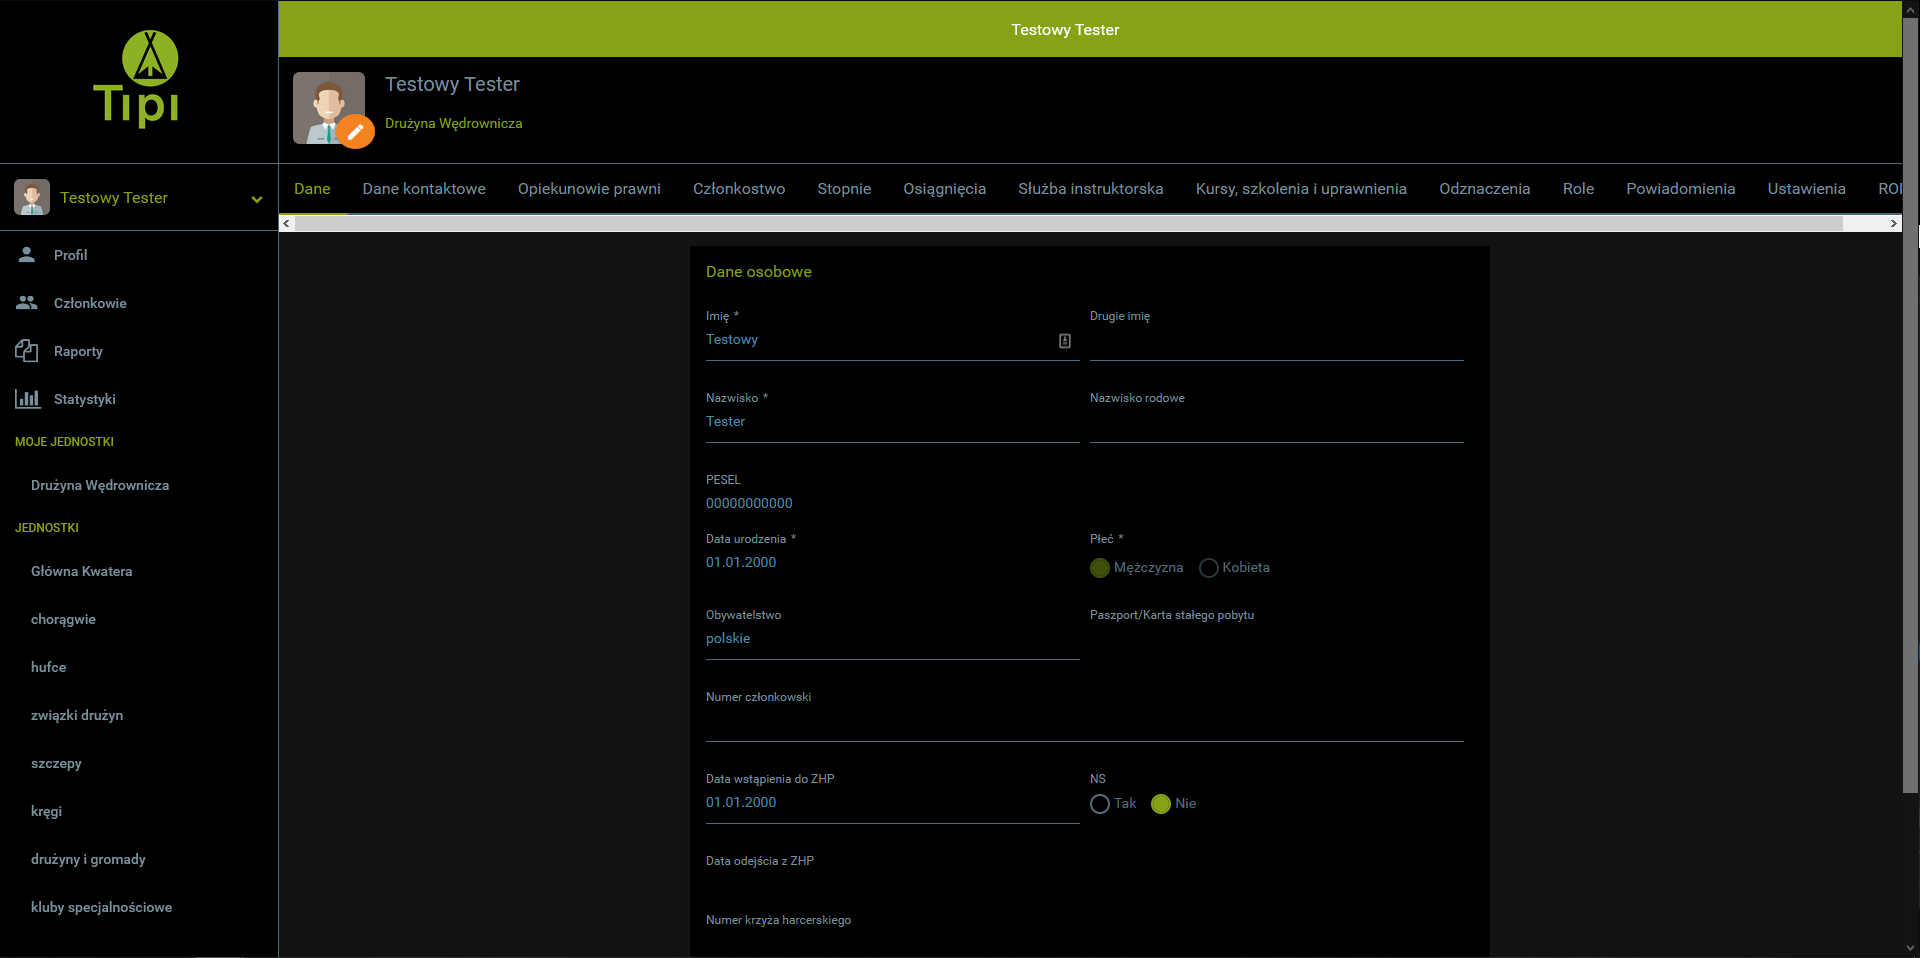 Tipi
Testowy Tester
Profil
Członkowie
Raporty
Statystyki
MOJE JEDNOSTKI
Drużyna Wędrownicza
JEDNOSTKI
Główna Kwatera
chorągwie
hufce
związki drużyn
szczepy
kręgi
drużyny i gromady
kluby specjalnościowe
Testowy Tester
Testowy Tester
Drużyna Wędrownicza
Dane Dane kontaktowe Opiekunowie prawni Członkostwo Stopnie Osiągnięcia Służba instruktorska Kursy, szkolenia i uprawnienia Odznaczenia Role Powiadomienia Ustawienia
Dane osobowe
Imię * Drugie imię
Testowy
Nazwisko * Nazwisko rodowe
Tester
PESEL
00000000000
Data urodzenia * Płeć *
01.01.2000 Mężczyzna Kobieta
Obywatelstwo Paszport/Karta stałego pobytu
polskie
Numer członkowski
Data wstąpienia do ZHP NS
01.01.2000 Tak Nie
Data odejścia z ZHP
Numer krzyża harcerskiego